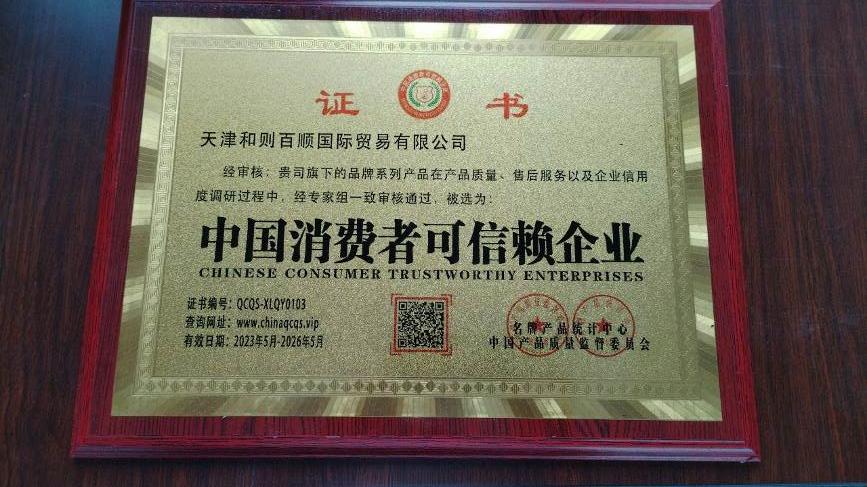 证书
天津和则百顺国际贸易有限公司
经审核：贵司旗下的品牌系列产品在产品质量、售后服务以及企业信用
度调研过程中，经专家组一致审核通过，被选为：
中国消费者可信赖企业
CHINESE CONSUMER TRUSTWORTHY ENTERPRISES
证书编号：QCQS-XLQY0103
查询网址：www.chinaqcqs.vip
有效日期：2023年5月-2026年5月
名牌产品统计中心
中国产品质量监督委员会